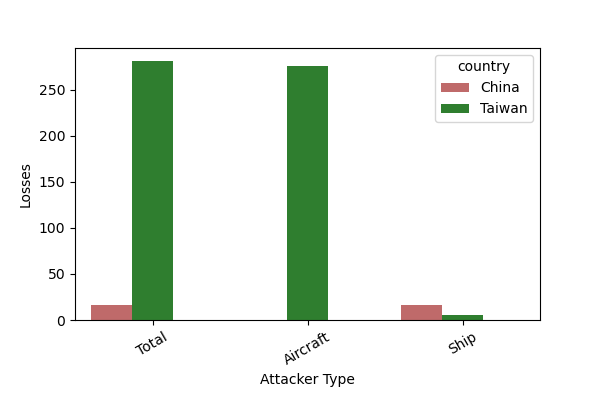 country
China
Taiwan
250
200
150
100
50
0
Losses
Total
Aircraft
Ship
Attacker Type